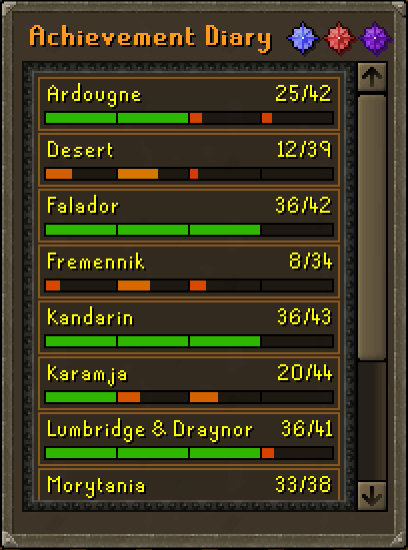 Achievement Diary
Ardougne 25/42
Desert 12/39
Falador 36/42
Fremennik 8/34
Kandarin 36/43
Karamja 20/44
Lumbridge & Draynor 36/41
Morytania 33/38